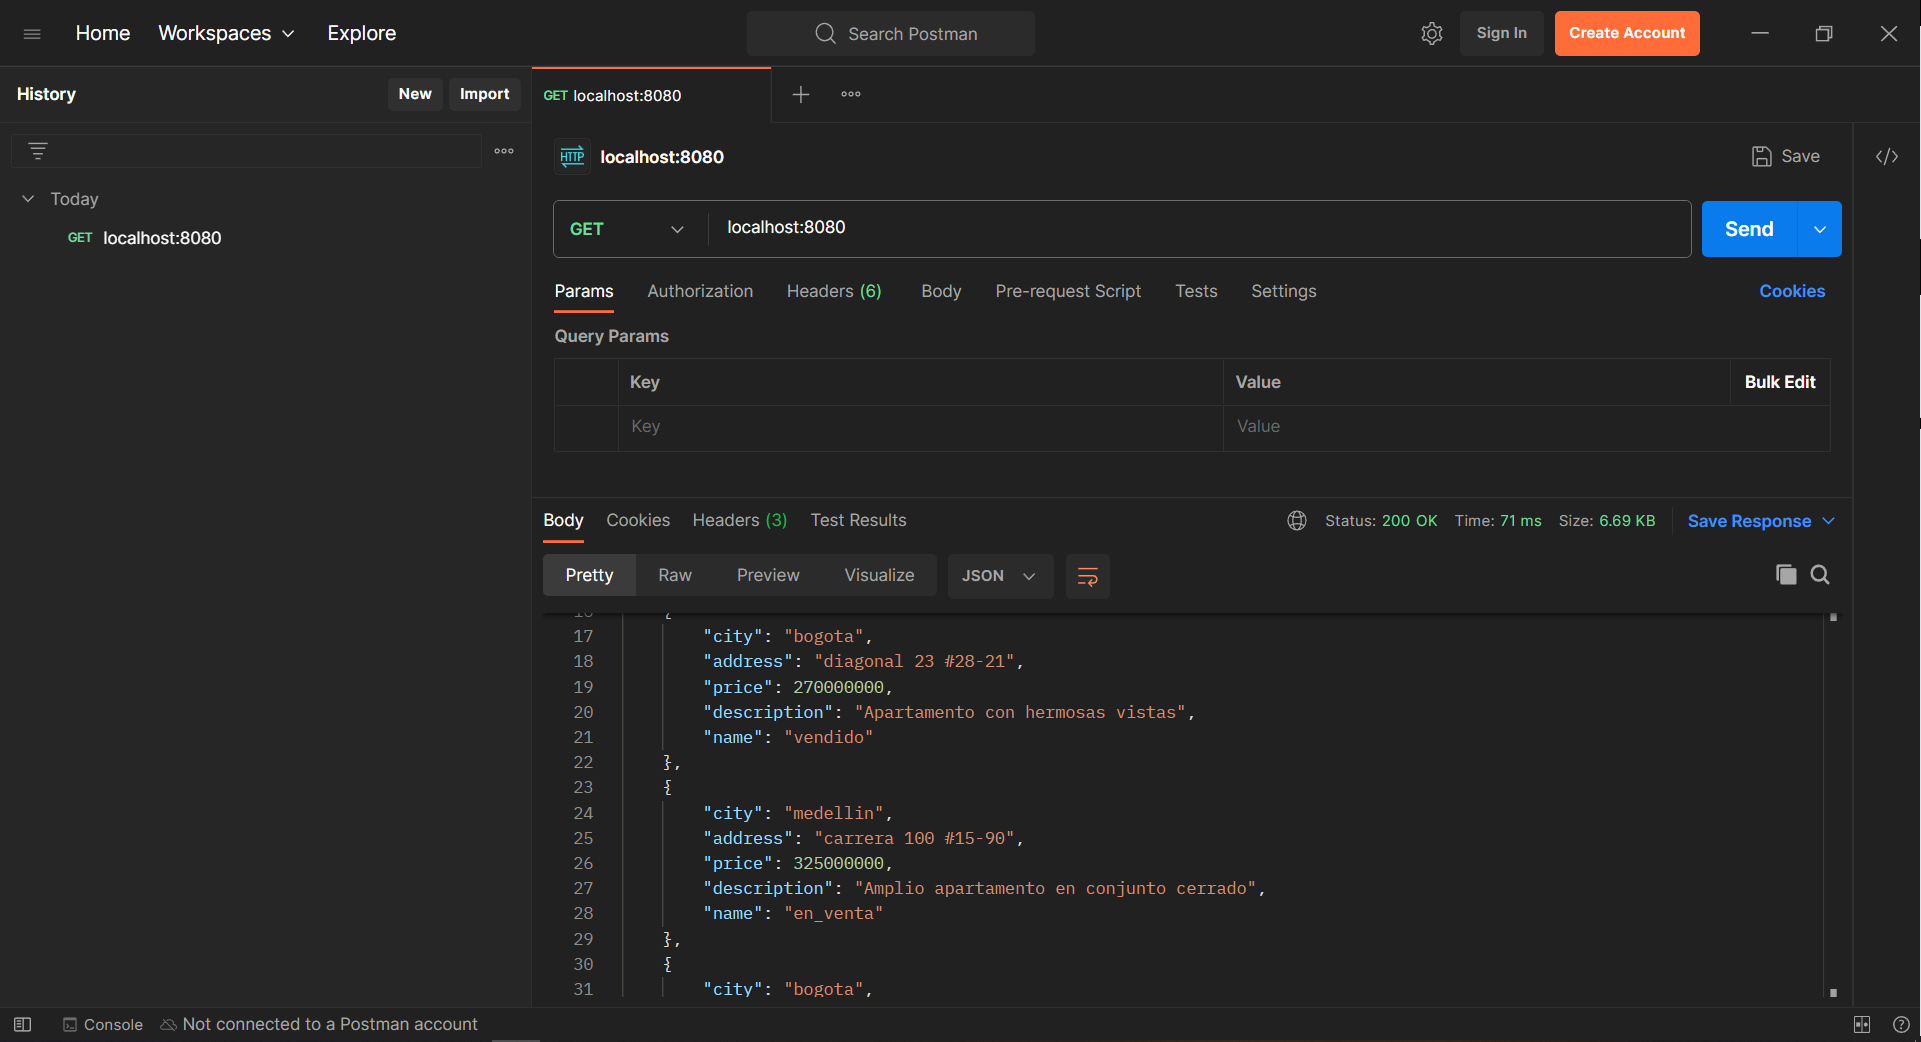 Home Workspaces Explore Search Postman Sign In Create Account
History New Import
GET localhost:8080
Today
GET localhost:8080
HTTP localhost:8080 Save
GET localhost:8080 Send
Params Authorization Headers (6) Body Pre-request Script Tests Settings Cookies
Query Params
Key Value Bulk Edit
Key Value
Body Cookies Headers (3) Test Results Status: 200 OK Time: 71 ms Size: 6.69 KB Save Response
Pretty Raw Preview Visualize JSON
16 {
17 "city": "bogota",
18 "address": "diagonal 23 #28-21",
19 "price": 270000000,
20 "description": "Apartamento con hermosas vistas",
21 "name": "vendido"
22 },
23 {
24 "city": "medellin",
25 "address": "carrera 100 #15-90",
26 "price": 325000000,
27 "description": "Amplio apartamento en conjunto cerrado",
28 "name": "en_venta"
29 },
30 {
31 "city": "bogota",
Console Not connected to a Postman account